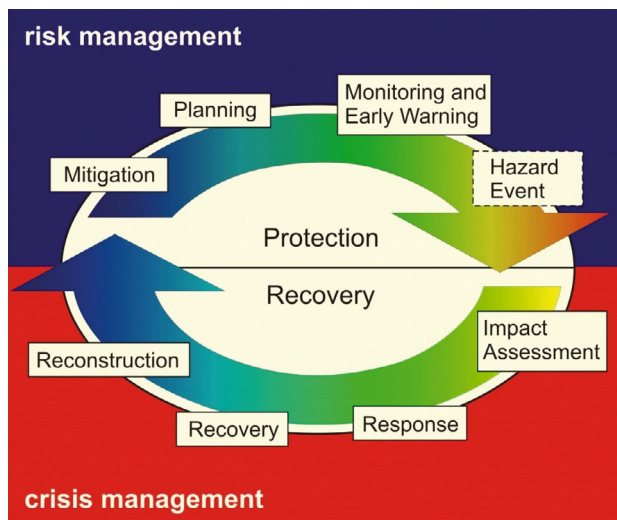 risk management
Planning
Monitoring and
Early Warning
Mitigation
Hazard
Event
Protection
Recovery
Impact
Assessment
Reconstruction
Recovery
Response
crisis management